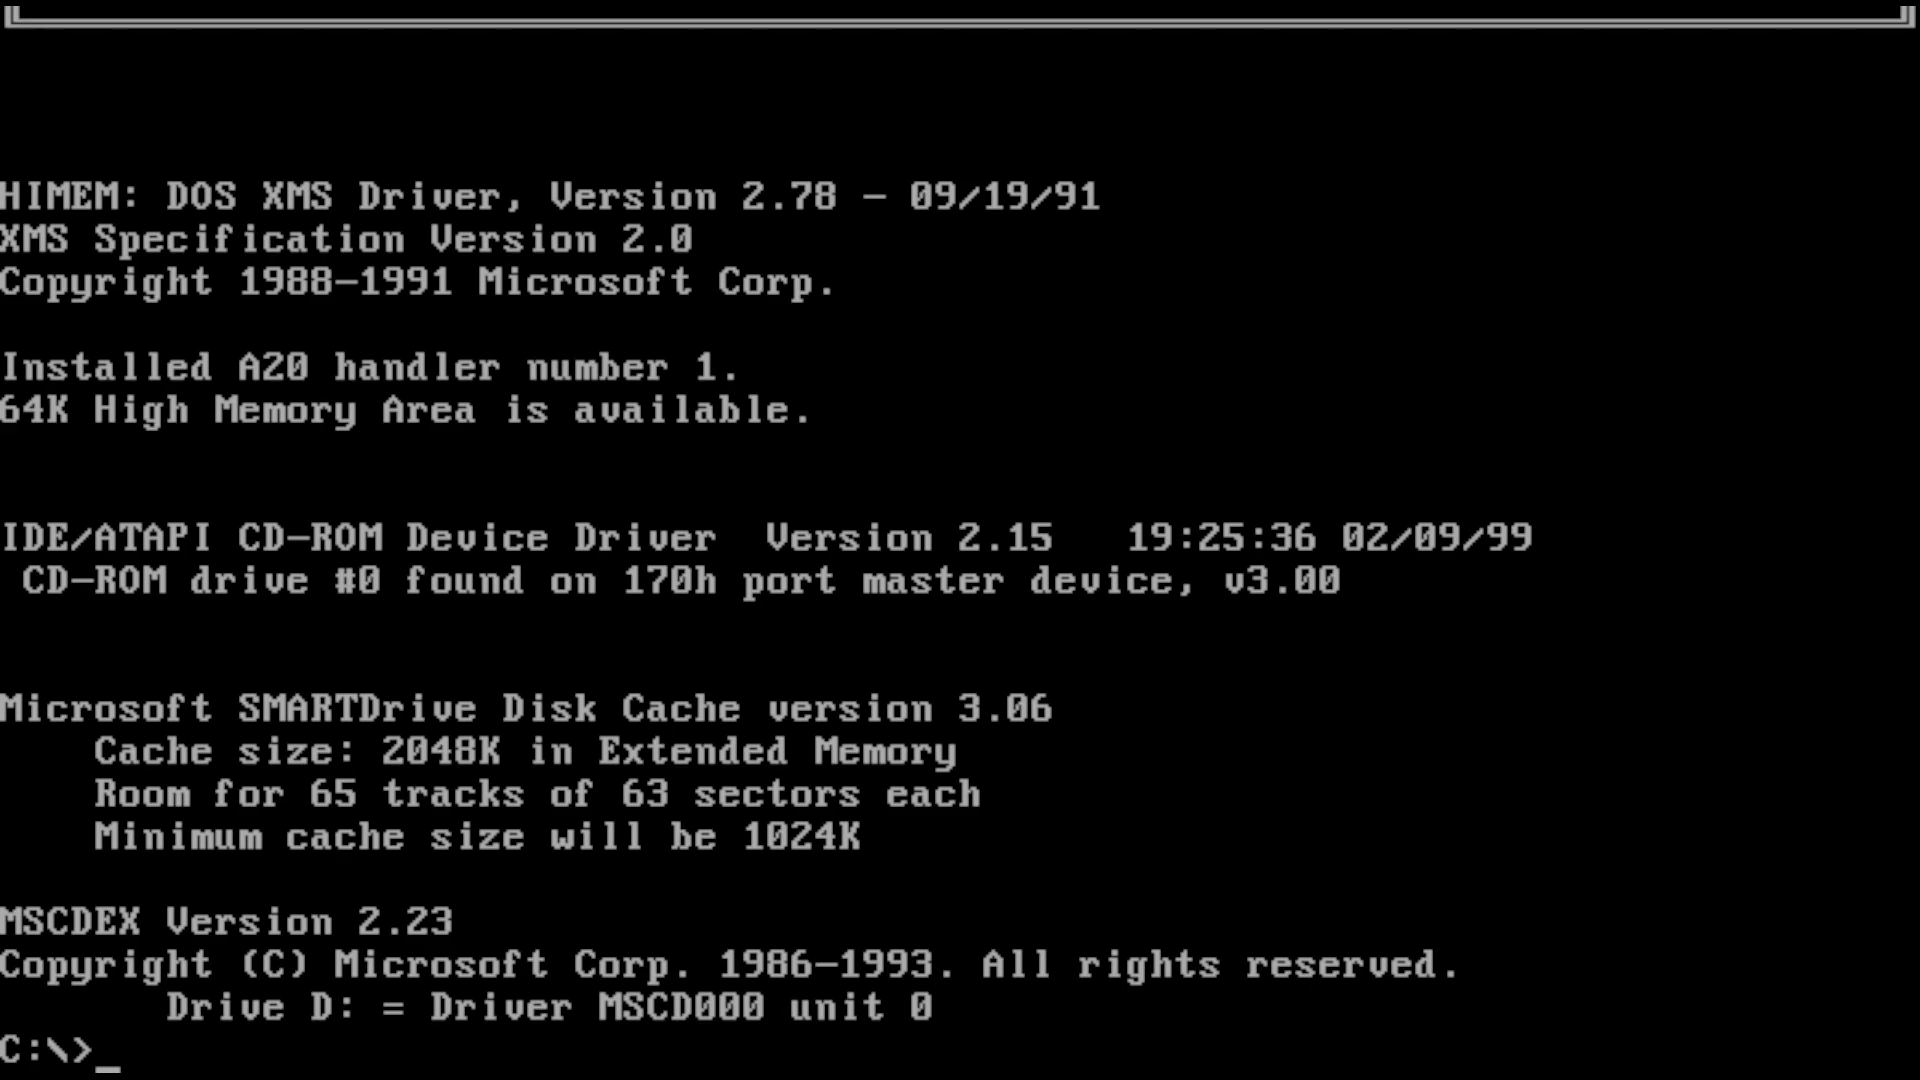 HIMEM: DOS XMS Driver, Version 2.78 - 09/19/91
XMS Specification Version 2.0
Copyright 1988-1991 Microsoft Corp.
Installed A20 handler number 1.
64K High Memory Area is available.
IDE/ATAPI CD-ROM Device Driver  Version 2.15   19:25:36 02/09/99
CD-ROM drive #0 found on 170h port master device, v3.00
Microsoft SMARTDrive Disk Cache version 3.06
Cache size: 2048K in Extended Memory
Room for 65 tracks of 63 sectors each
Minimum cache size will be 1024K
MSCDEX Version 2.23
Copyright (C) Microsoft Corp. 1986-1993. All rights reserved.
Drive D: = Driver MSCD000 unit 0
C:\>_